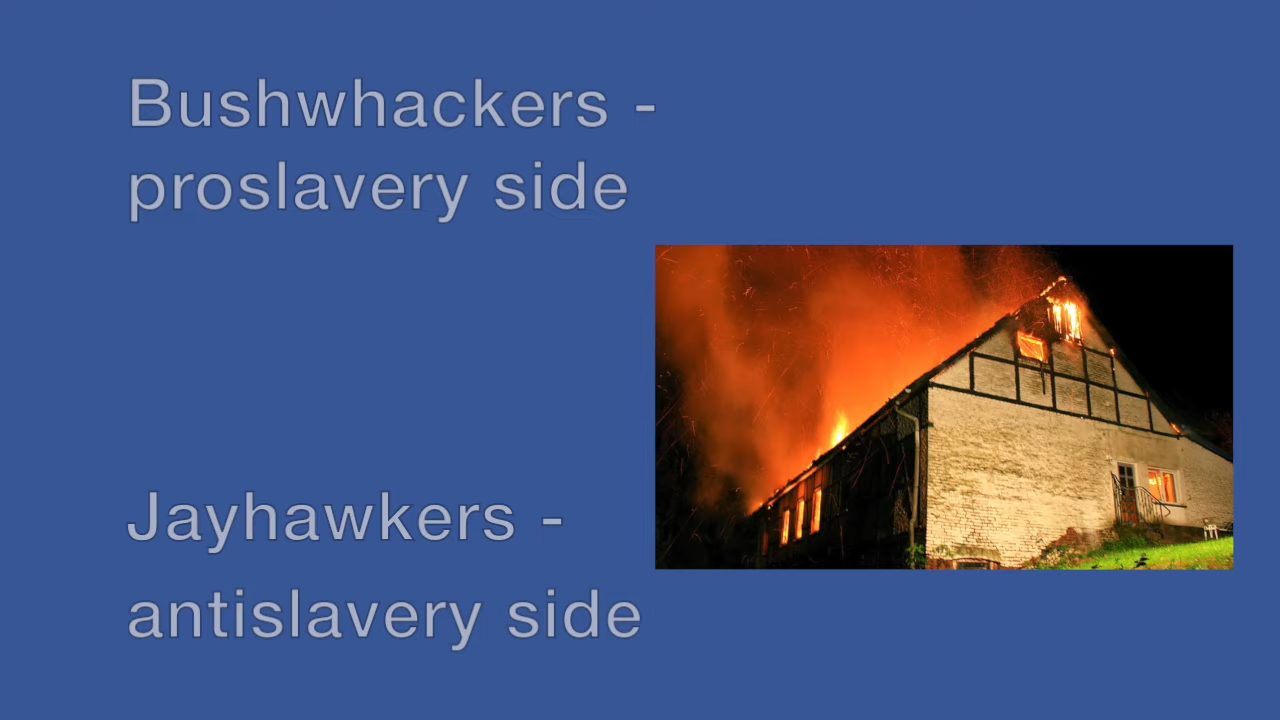 Bushwhackers -
proslavery side
Jayhawkers -
antislavery side